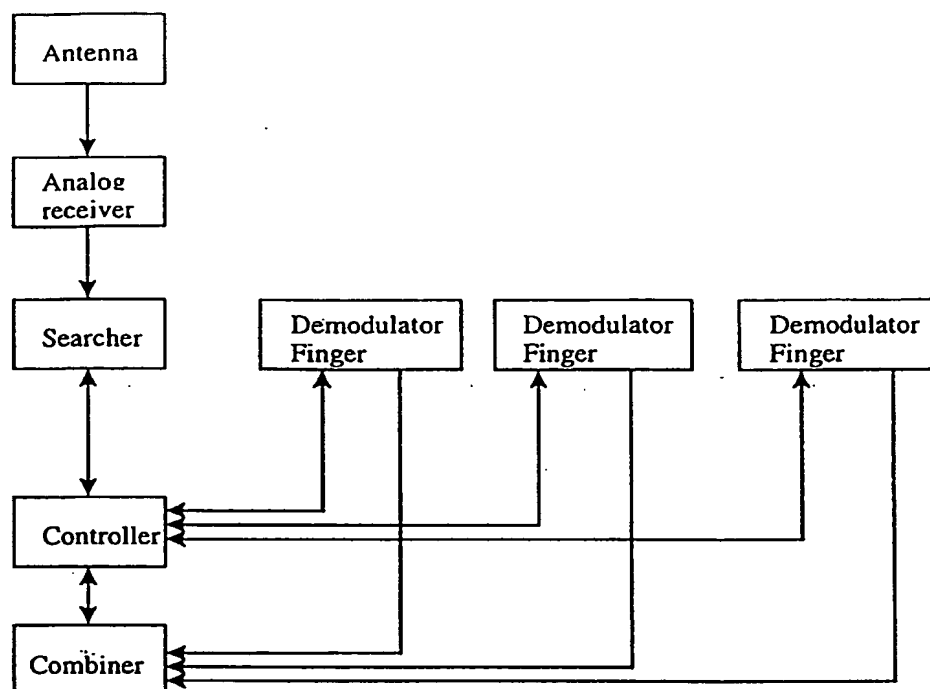 Antenna
Analog
receiver
Searcher
Demodulator
Finger
Demodulator
Finger
Demodulator
Finger
Controller
Combiner